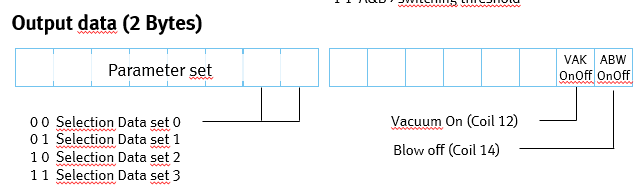 Output data (2 Bytes)
Parameter set
VAK ABW
OnOff OnOff
0 0 Selection Data set 0
0 1 Selection Data set 1
1 0 Selection Data set 2
1 1 Selection Data set 3
Vacuum On (Coil 12)
Blow off (Coil 14)